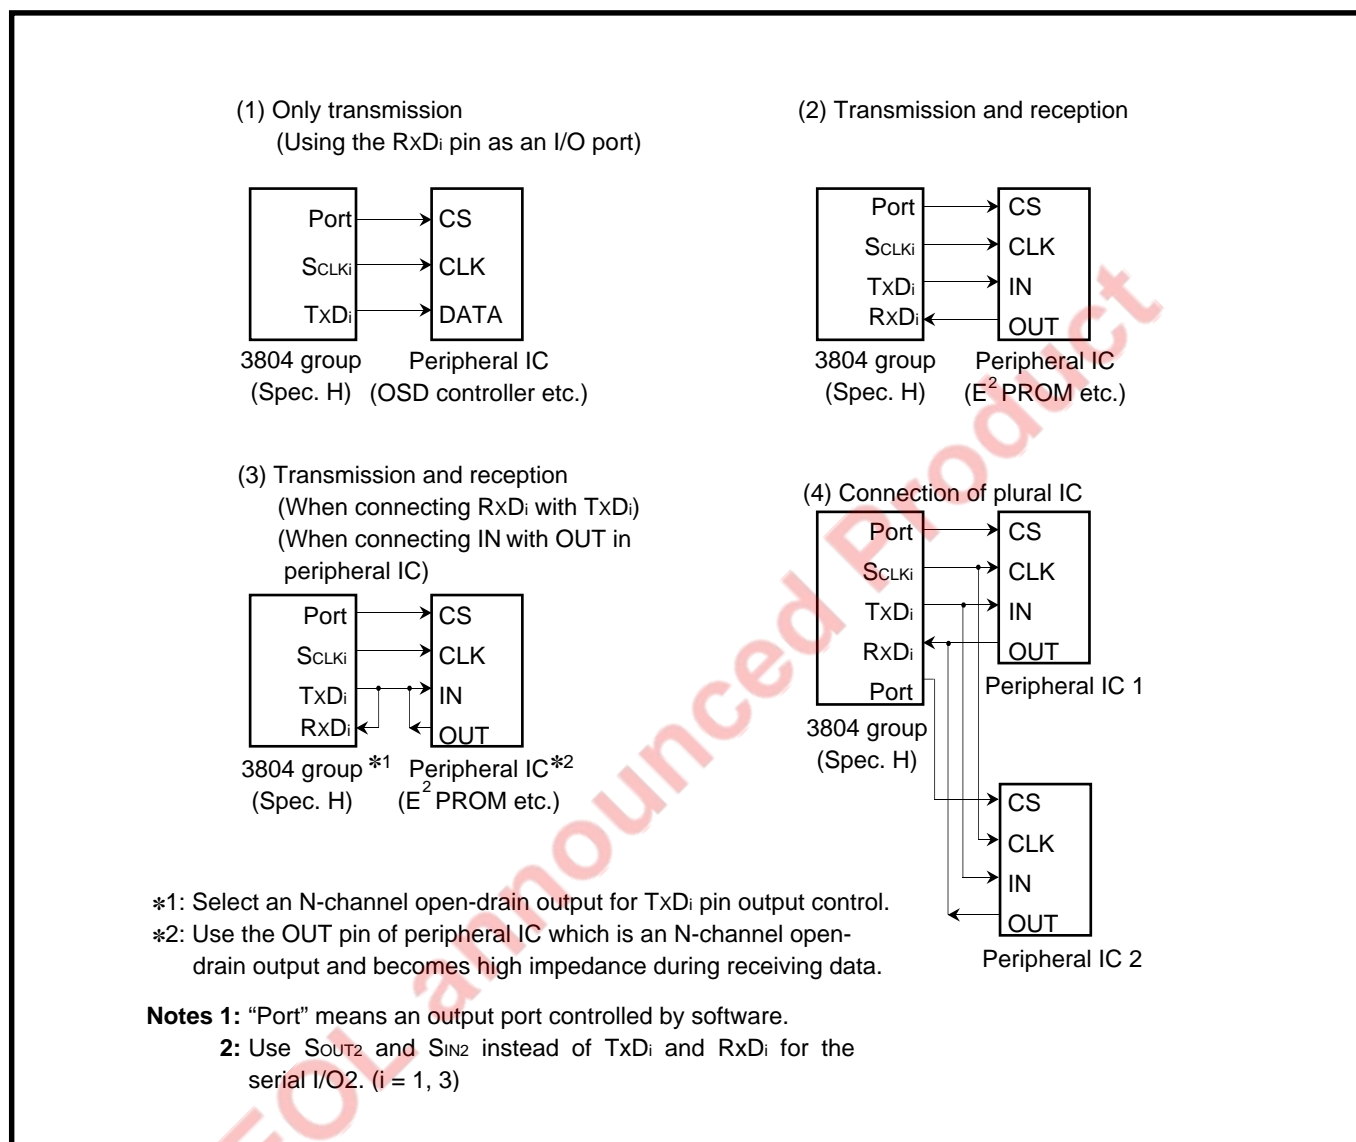 (1) Only transmission
(Using the RxDi pin as an I/O port)
Port
SCLKi
TxDi
CS
CLK
DATA
3804 group
(Spec. H)
Peripheral IC
(OSD controller etc.)
(2) Transmission and reception
Port
SCLKi
TxDi
RxDi
CS
CLK
IN
OUT
3804 group
(Spec. H)
Peripheral IC
(E2 PROM etc.)
(3) Transmission and reception
(When connecting RxDi with TxDi)
(When connecting IN with OUT in
peripheral IC)
Port
SCLKi
TxDi
RxDi
CS
CLK
IN
OUT
3804 group *1
(Spec. H)
Peripheral IC*2
(E2 PROM etc.)
(4) Connection of plural IC
Port
SCLKi
TxDi
RxDi
Port
CS
CLK
IN
OUT
Peripheral IC 1
3804 group
(Spec. H)
CS
CLK
IN
OUT
Peripheral IC 2
*1: Select an N-channel open-drain output for TxDi pin output control.
*2: Use the OUT pin of peripheral IC which is an N-channel open-
drain output and becomes high impedance during receiving data.
Notes 1: “Port” means an output port controlled by software.
2: Use SOUT2 and SIN2 instead of TxDi and RxDi for the
serial I/O2. (i = 1, 3)
EOL announced Product